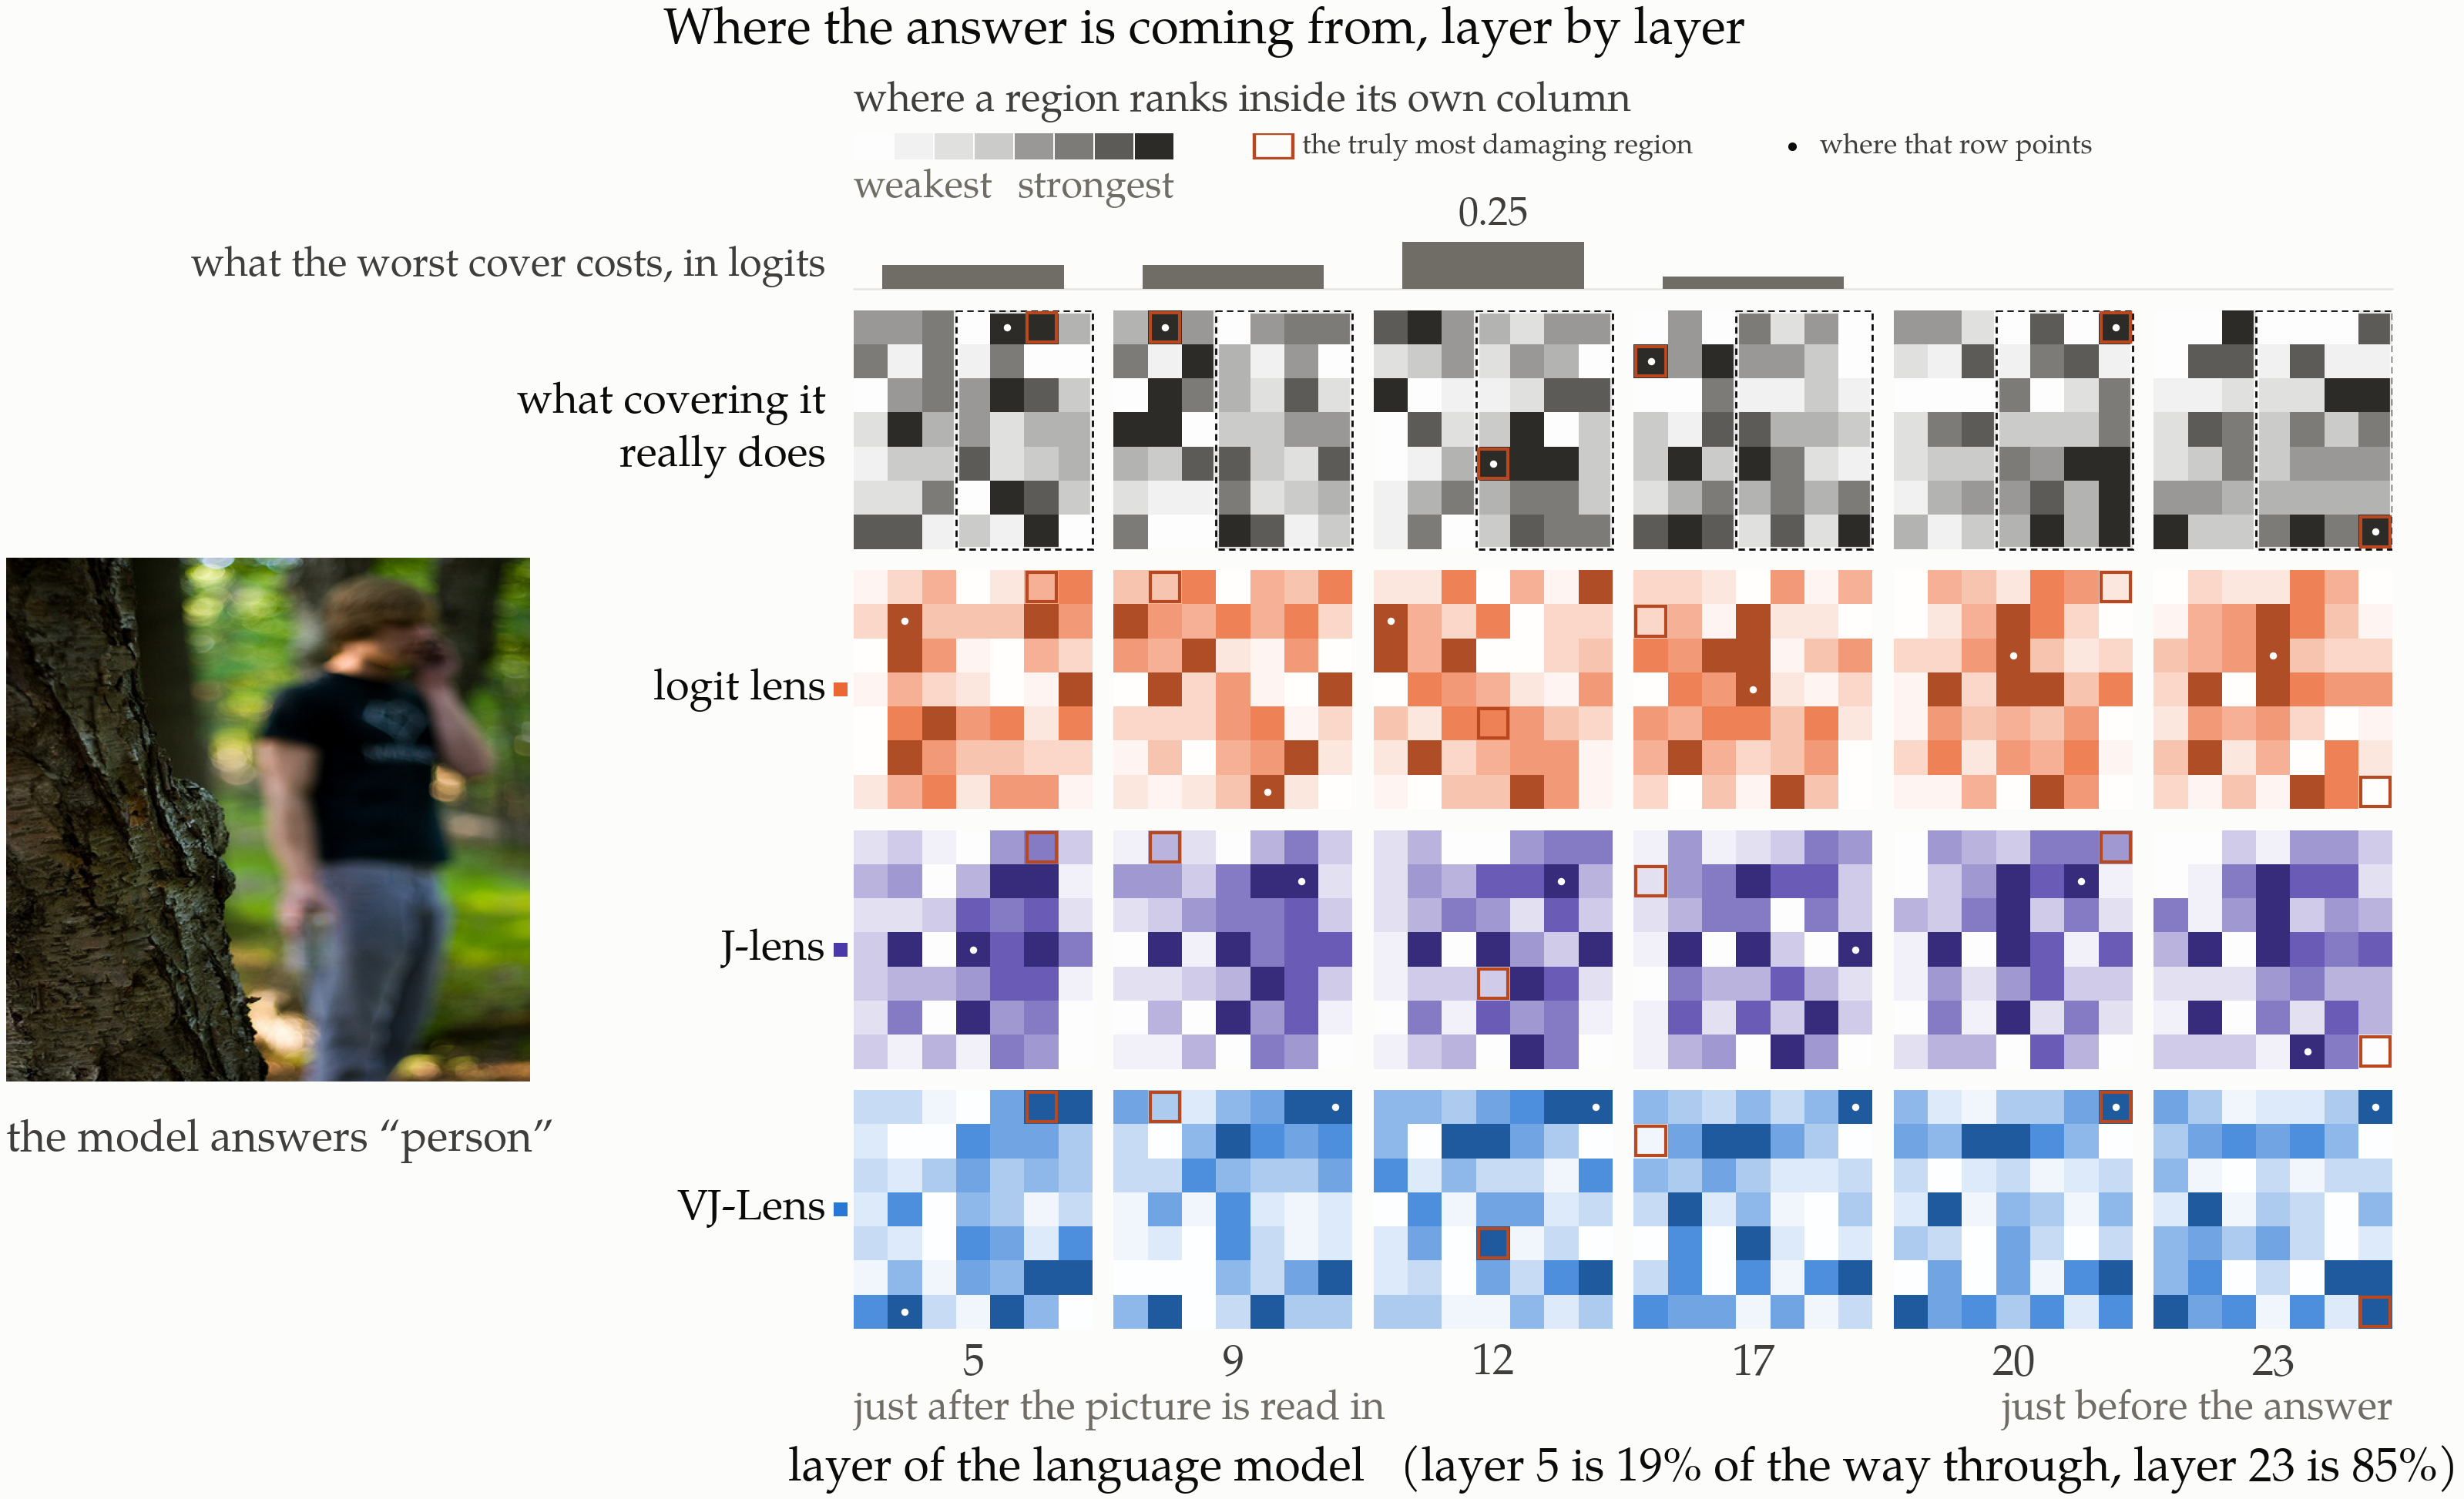 Where the answer is coming from, layer by layer
where a region ranks inside its own column
the truly most damaging region
where that row points
weakest strongest
0.25
what the worst cover costs, in logits
what covering it
really does
logit lens
J-lens
the model answers “person”
VJ-Lens
5 9 12 17 20 23
just after the picture is read in
just before the answer
layer of the language model (layer 5 is 19% of the way through, layer 23 is 85%)